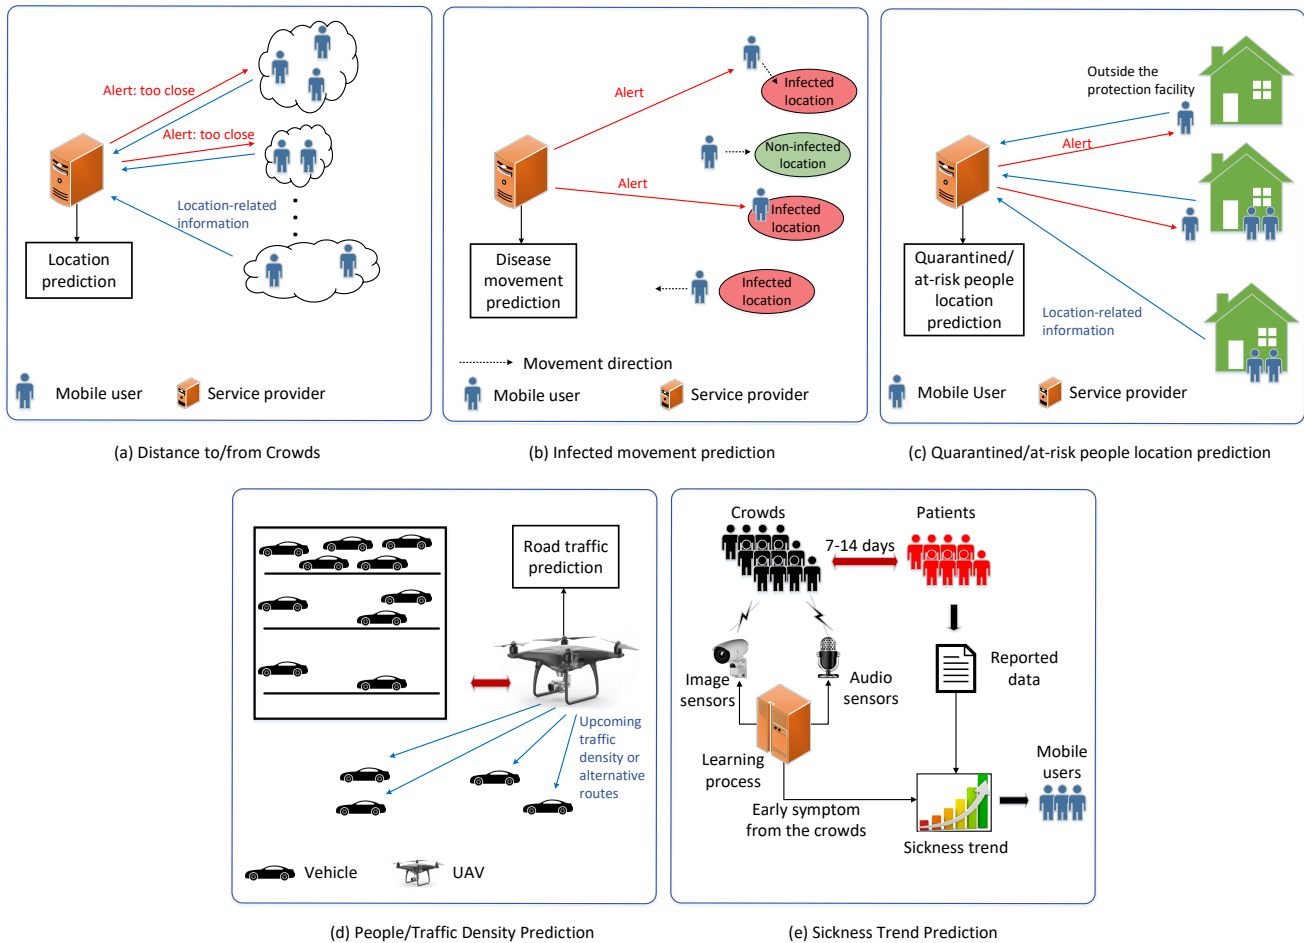 Alert: too close
Alert: too close
Location-related
information
Location
prediction
Mobile user
Service provider
(a) Distance to/from Crowds
Alert
Infected
location
Non-infected
location
Alert
Infected
location
Disease
movement
prediction
Infected
location
Movement direction
Mobile user
Service provider
(b) Infected movement prediction
Outside the
protection facility
Alert
Quarantined/
at-risk people
location
prediction
Location-related
information
Mobile User
Service provider
(c) Quarantined/at-risk people location prediction
Road traffic
prediction
Upcoming
traffic
density or
alternative
routes
Vehicle
UAV
(d) People/Traffic Density Prediction
Crowds
Patients
7-14 days
Image
sensors
Audio
sensors
Reported
data
Learning
process
Mobile
users
Early symptom
from the crowds
Sickness trend
(e) Sickness Trend Prediction